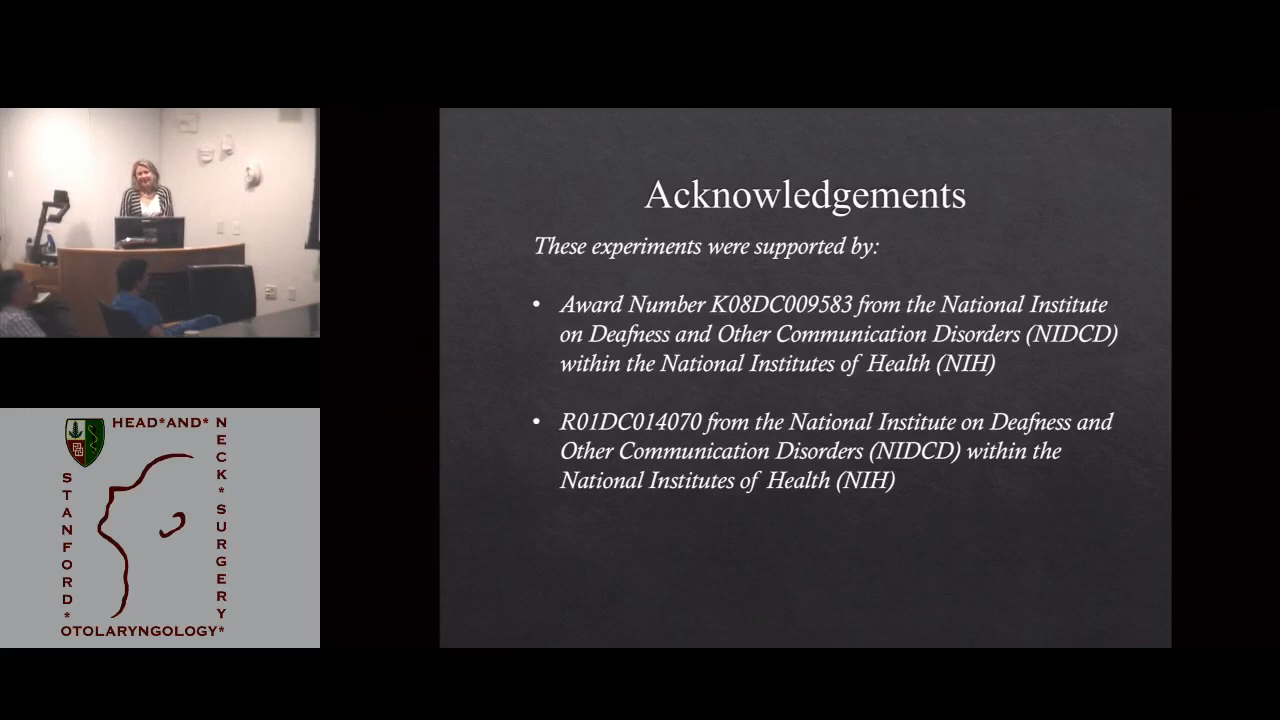 Acknowledgements
These experiments were supported by:
• Award Number K08DC009583 from the National Institute
on Deafness and Other Communication Disorders (NIDCD)
within the National Institutes of Health (NIH)
• R01DC014070 from the National Institute on Deafness and
Other Communication Disorders (NIDCD) within the
National Institutes of Health (NIH)
HEAD*AND*
NECK*SURGERY*
STANFORD*
OTOLARYNGOLOGY*